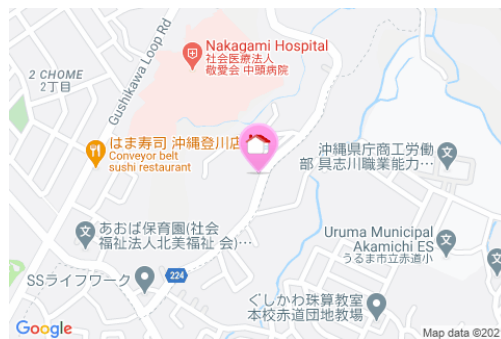 Nakagami Hospital
社会医療法人
敬愛会 中頭病院
2 CHOME
2丁目
Gushikawa Loop Rd
はま寿司 沖縄登川店
Conveyor belt
sushi restaurant
沖縄県庁商工労働
部 具志川職業能力…
あおば保育園(社会
福祉法人北美福祉 会)…
Uruma Municipal
Akamichi ES
うるま市立赤道小
SSライフワーク
224
ぐしかわ珠算教室
本校赤道団地教場
Google
Map data ©202